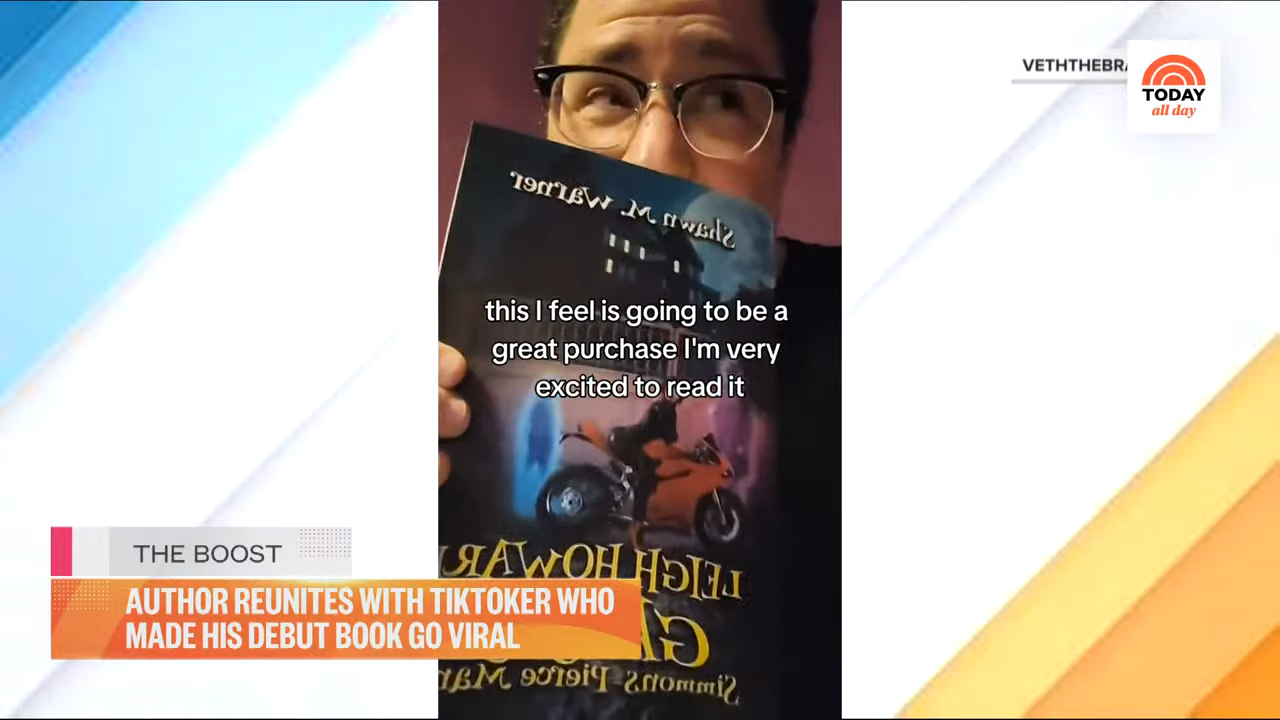 VETHTHEBRA
TODAY
all day
Shawn M. Warner
this I feel is going to be a
great purchase I'm very
excited to read it
LEIGH HOWAR
Simmons-Pierce Man
THE BOOST
AUTHOR REUNITES WITH TIKTOKER WHO
MADE HIS DEBUT BOOK GO VIRAL